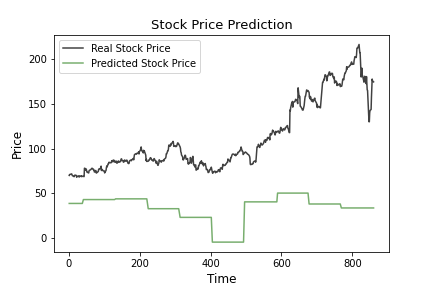 Stock Price Prediction
Real Stock Price
Predicted Stock Price
Price
200
150
100
50
0
0 200 400 600 800
Time